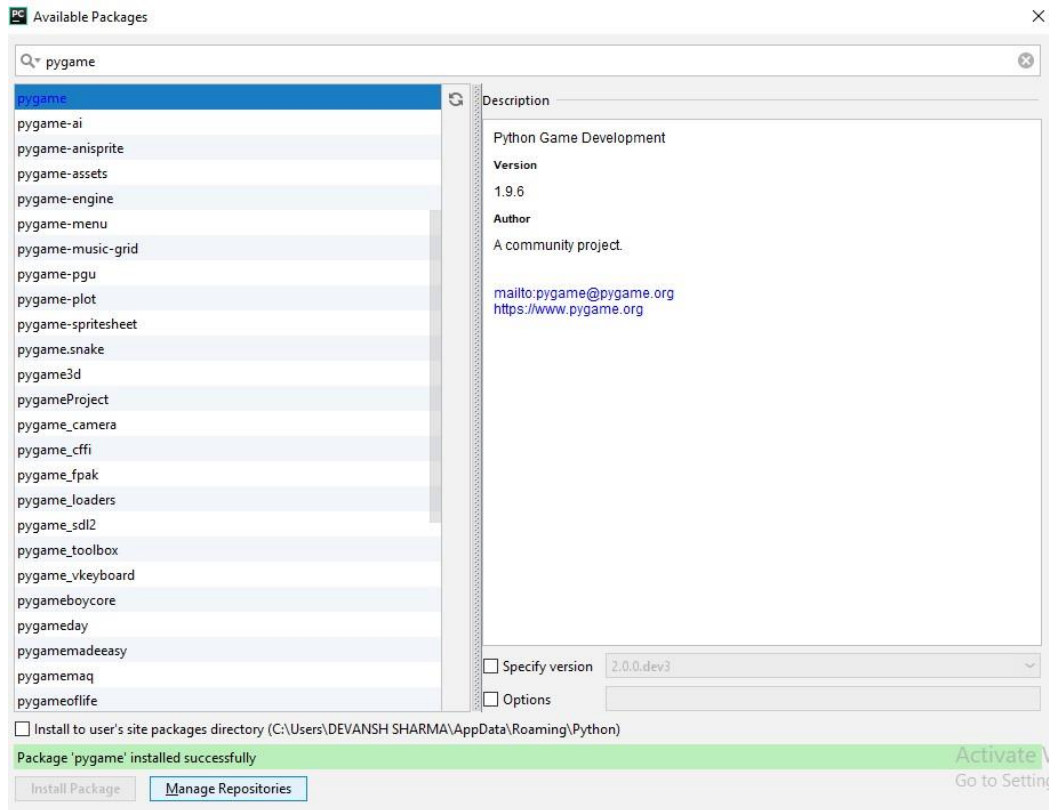 PC Available Packages
pygame
pygame
pygame-ai
pygame-anisprite
pygame-assets
pygame-engine
pygame-menu
pygame-music-grid
pygame-pgu
pygame-plot
pygame-spritesheet
pygame.snake
pygame3d
pygameProject
pygame_camera
pygame_cffi
pygame_fpak
pygame_loaders
pygame_sdl2
pygame_toolbox
pygame_vkeyboard
pygameboycore
pygameday
pygamemadeeasy
pygamemaq
pygameoflife
Description
Python Game Development
Version
1.9.6
Author
A community project.
mailto:pygame@pygame.org
https://www.pygame.org
Specify version 2.0.0.dev3
Options
Install to user's site packages directory (C:\Users\DEVANSH SHARMA\AppData\Roaming\Python)
Package 'pygame' installed successfully
Install Package Manage Repositories
Activate
Go to Setting